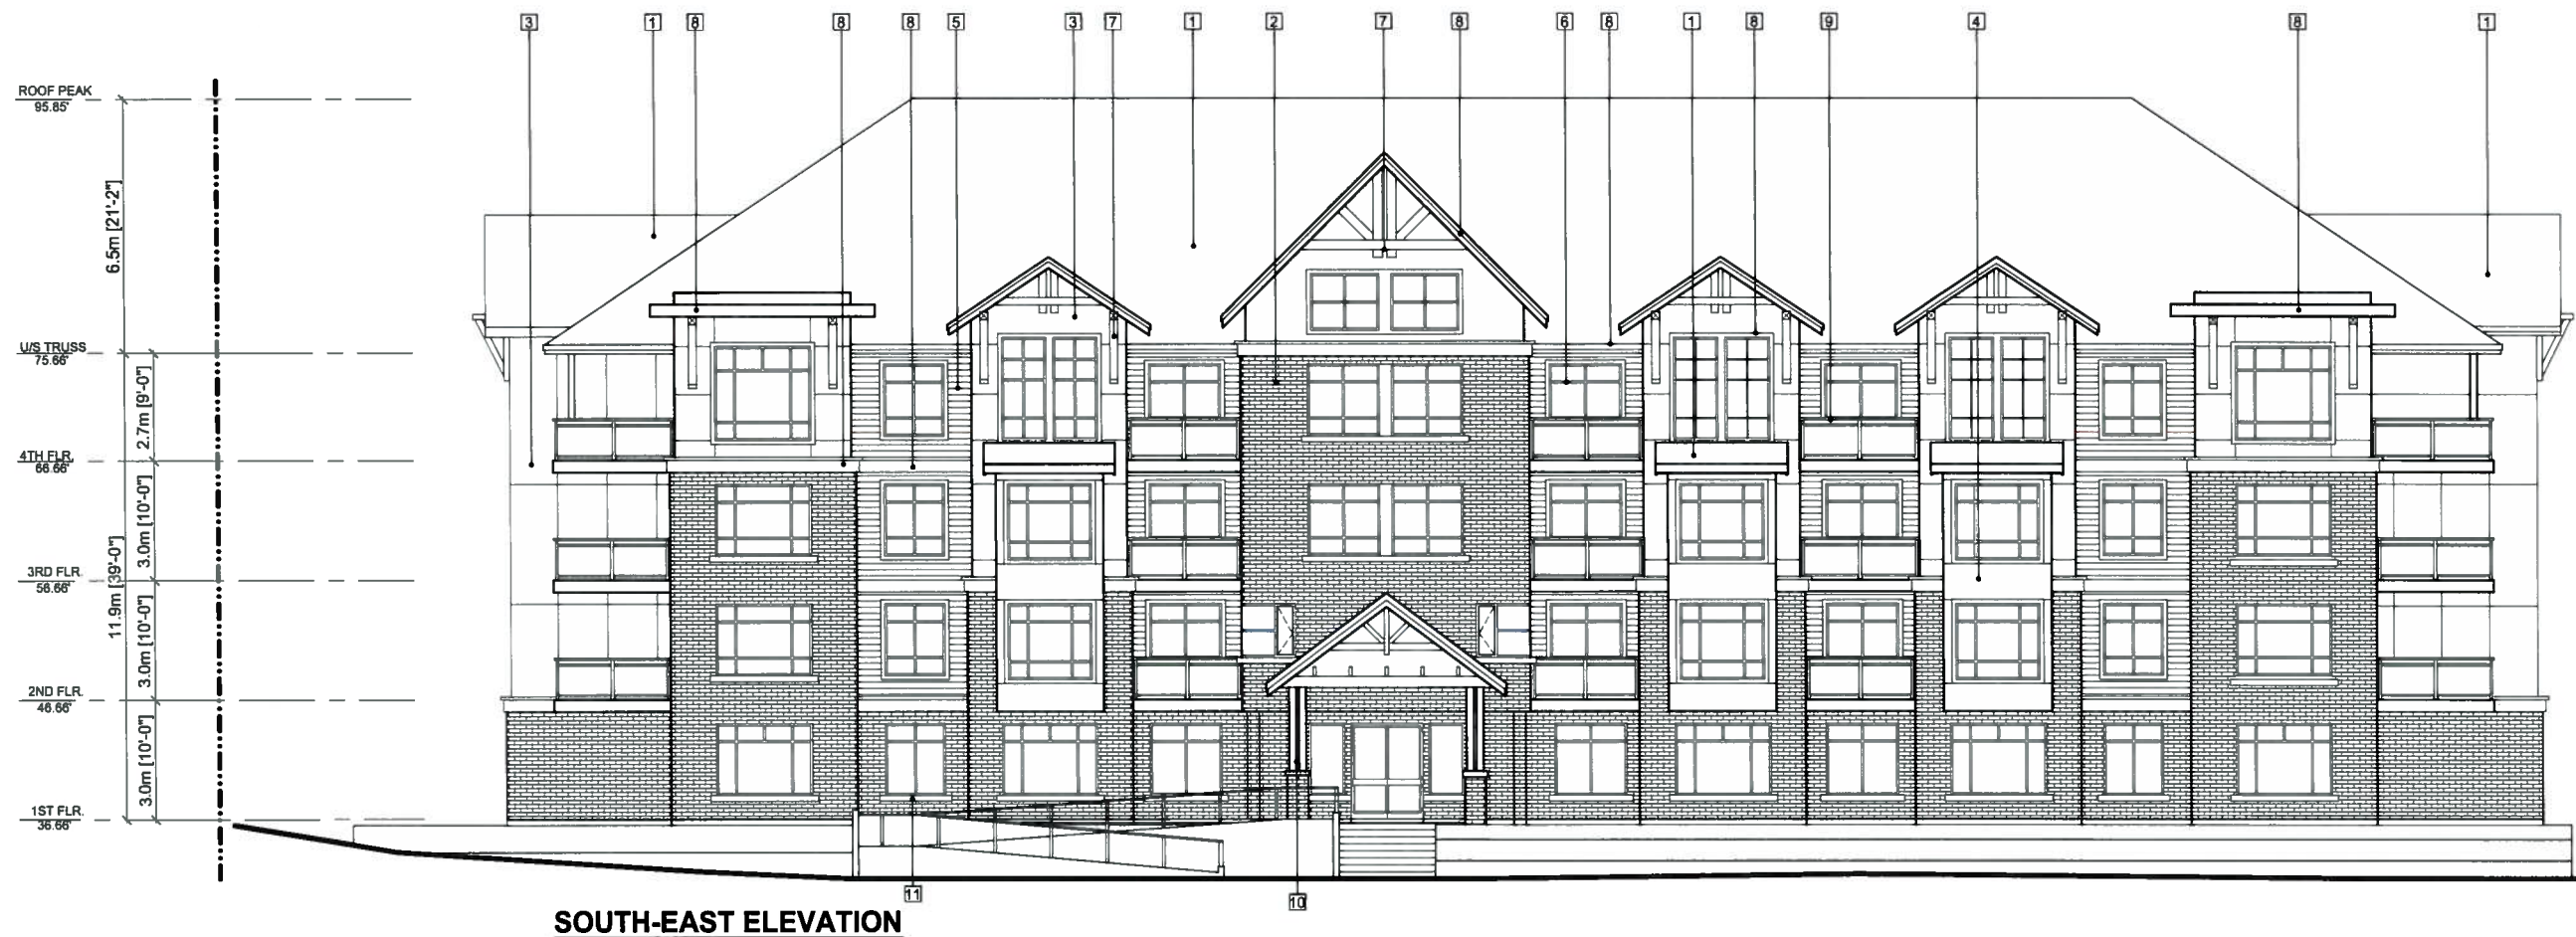 3 1 8 8 8 5 3 7 1 2 7 8 6 8 1 8 9 4 8 1
ROOF PEAK
95.85'
6.5m [21'-2"]
U/S TRUSS
75.66'
2.7m [9'-0"]
4TH FLR.
66.66'
3.0m [10'-0"]
11.9m [39'-0"]
3RD FLR.
56.66'
3.0m [10'-0"]
2ND FLR.
46.66'
3.0m [10'-0"]
1ST FLR.
36.66'
11
10
SOUTH-EAST ELEVATION